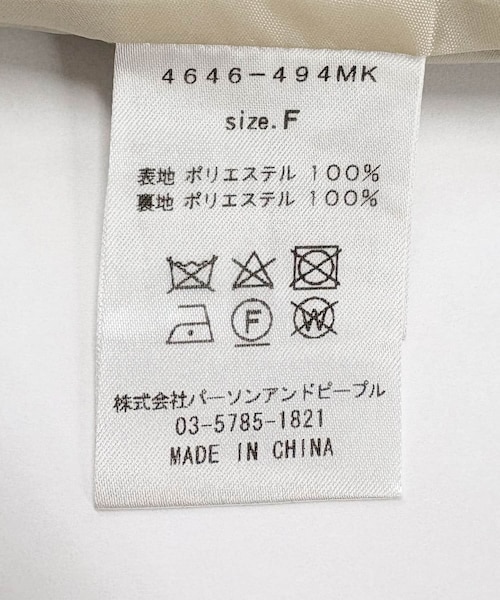 4646-494MK
size.F
表地 ポリエステル 100%
裏地 ポリエステル 100%
F W
株式会社パーソンアンドピープル
03-5785-1821
MADE IN CHINA